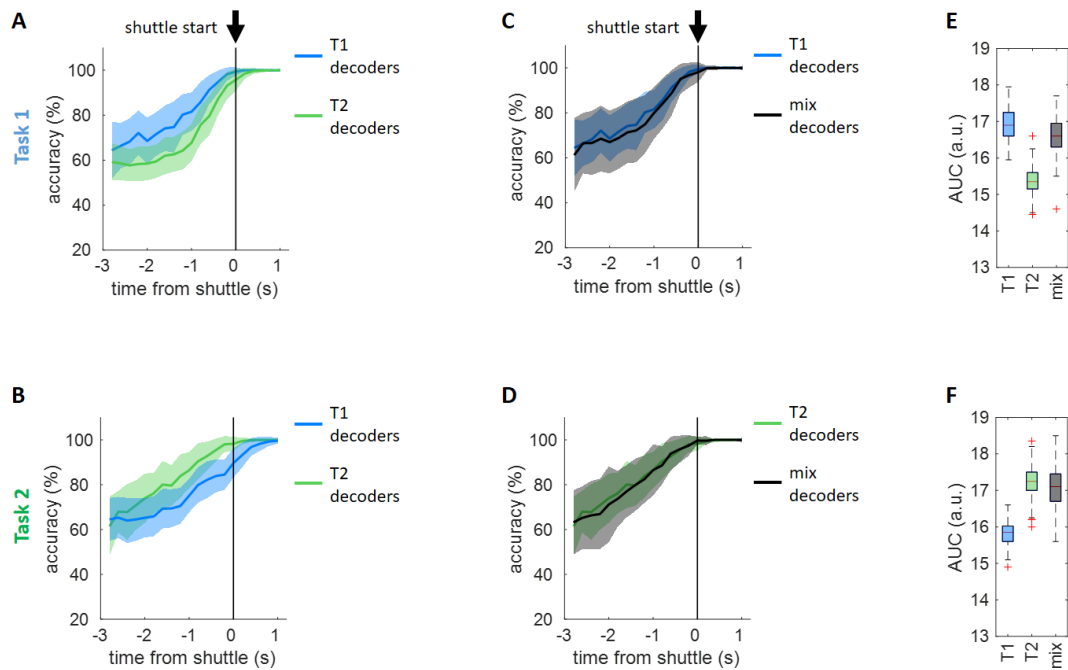 A
shuttle start
T1
decoders
T2
decoders
Task 1
accuracy (%)
100
80
60
40
20
-3
-2
-1
0
1
time from shuttle (s)
C
shuttle start
T1
decoders
mix
decoders
accuracy (%)
100
80
60
40
20
-3
-2
-1
0
1
time from shuttle (s)
E
AUC (a.u.)
19
18
17
16
15
14
13
T1
T2
mix
B
T1
decoders
T2
decoders
Task 2
accuracy (%)
100
80
60
40
20
-3
-2
-1
0
1
time from shuttle (s)
D
T2
decoders
mix
decoders
accuracy (%)
100
80
60
40
20
-3
-2
-1
0
1
time from shuttle (s)
F
AUC (a.u.)
19
18
17
16
15
14
13
T1
T2
mix